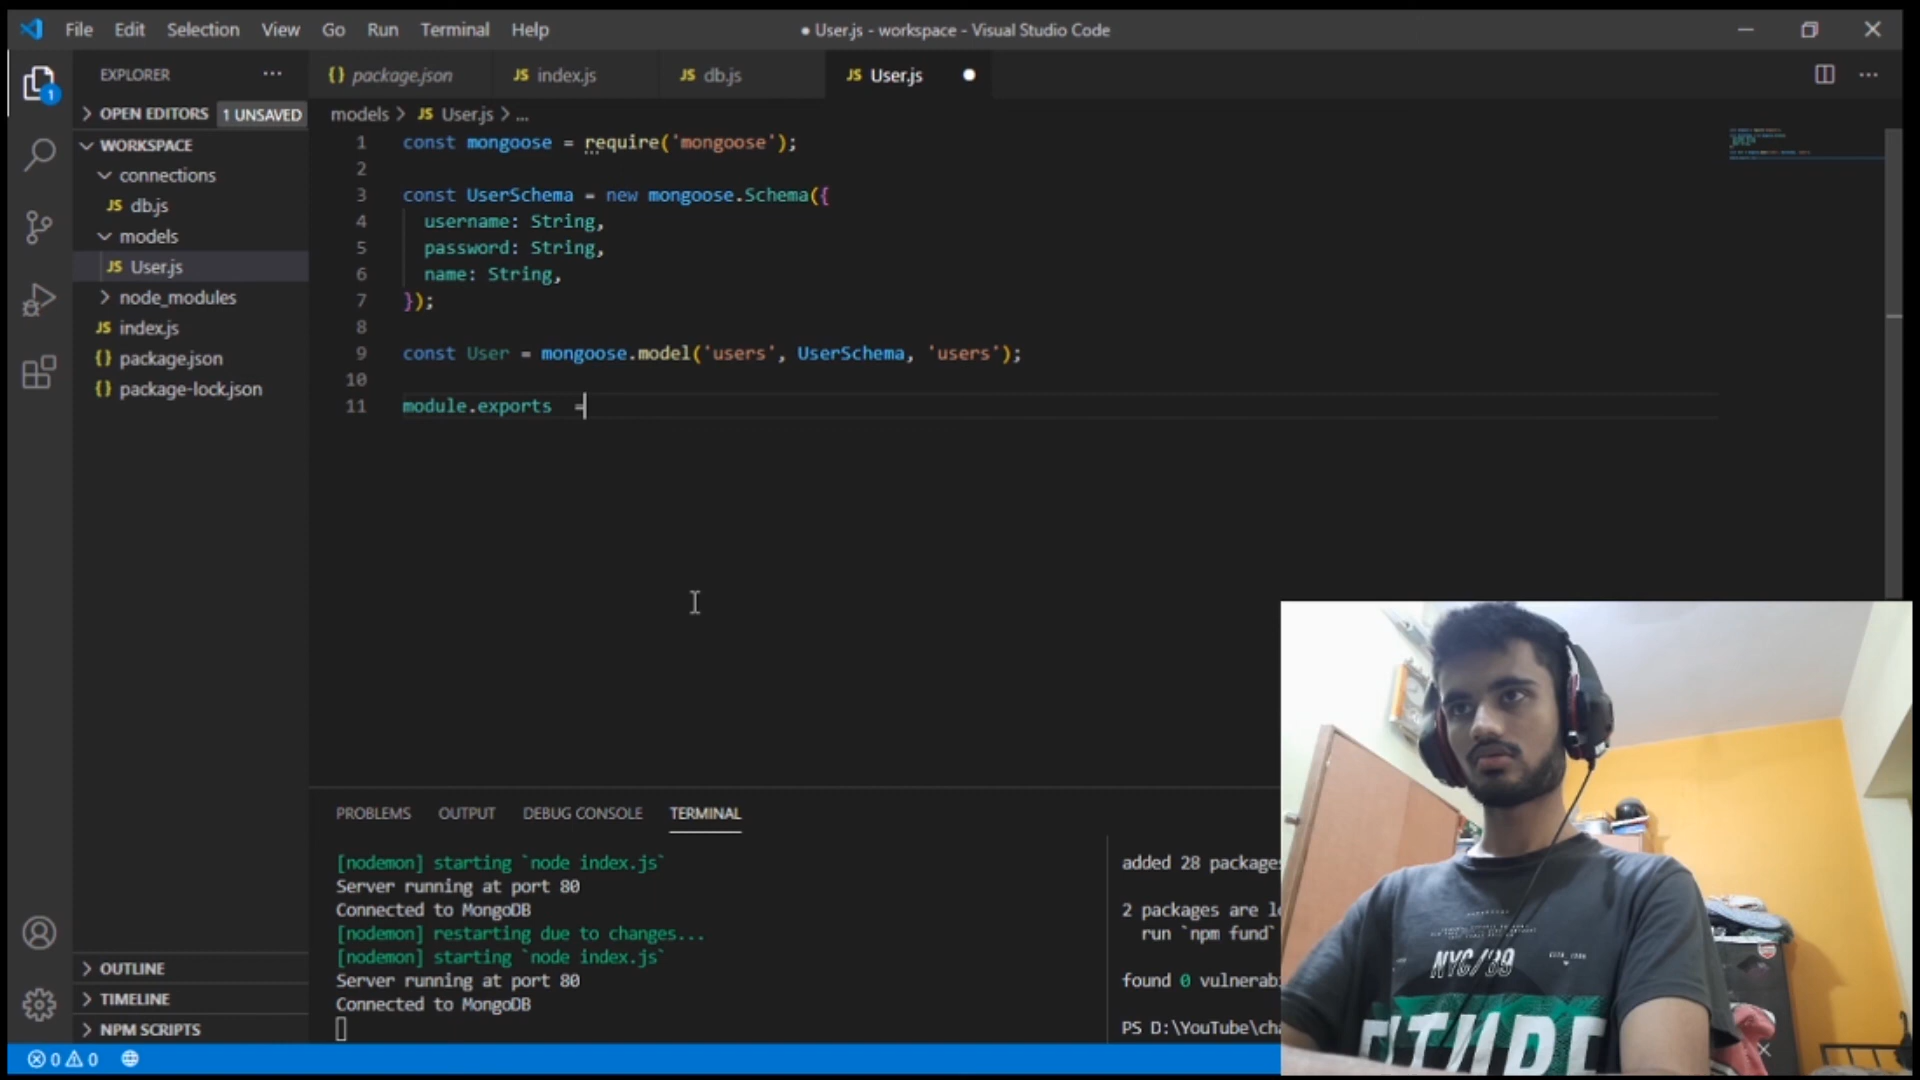 File Edit Selection View Go Run Terminal Help
● User.js - workspace - Visual Studio Code
EXPLORER ...
package.json
index.js
db.js
User.js
OPEN EDITORS 1 UNSAVED
models > JS User.js > ...
WORKSPACE
connections
JS db.js
models
JS User.js
node_modules
JS index.js
{} package.json
{} package-lock.json
1 const mongoose = require('mongoose');
2
3 const UserSchema = new mongoose.Schema({
4 username: String,
5 password: String,
6 name: String,
7 });
8
9 const User = mongoose.model('users', UserSchema, 'users');
10
11 module.exports =
PROBLEMS OUTPUT DEBUG CONSOLE TERMINAL
[nodemon] starting `node index.js`
Server running at port 80
Connected to MongoDB
[nodemon] restarting due to changes...
[nodemon] starting `node index.js`
Server running at port 80
Connected to MongoDB
added 28 packages
2 packages are
run `npm fund`
found 0
PS D:\YouTube\
OUTLINE
TIMELINE
NPM SCRIPTS
0 0
1
NYC/89
FUTURE